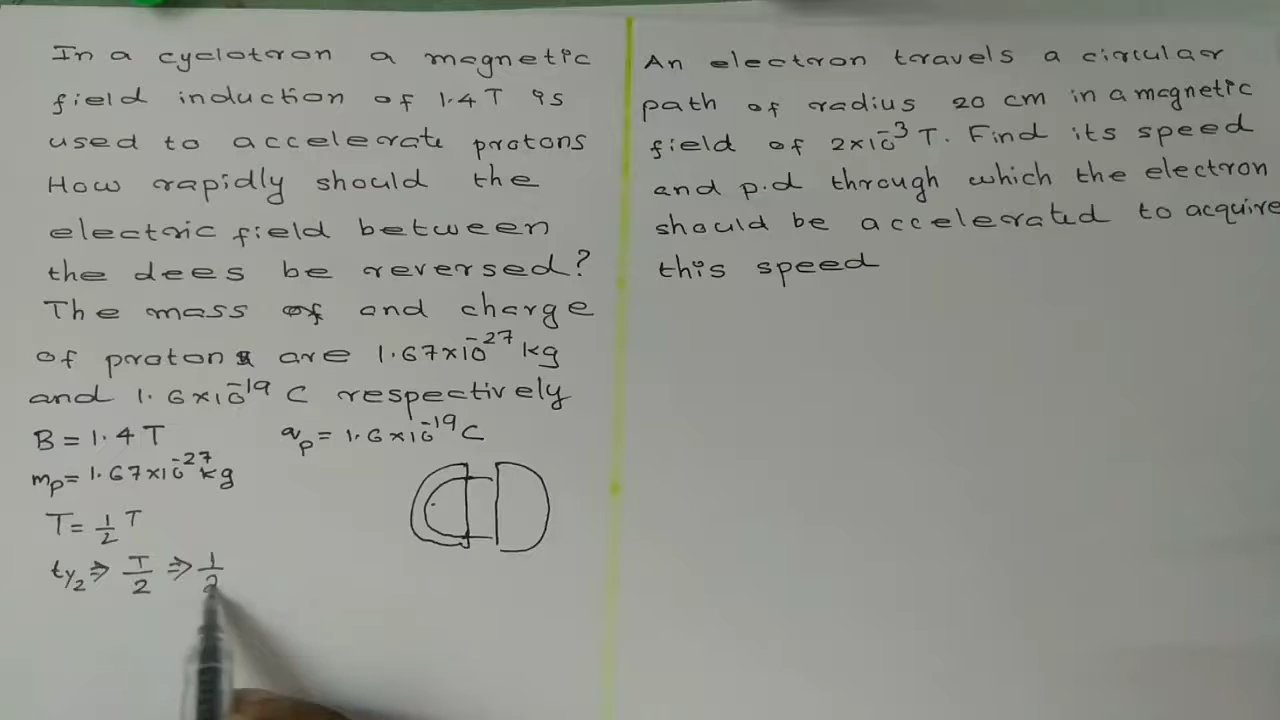 In a cyclotron a magnetic
field induction of 1.4 T is
used to accelerate protons
How rapidly should the
electric field between
the dees be reversed?
The mass of and charge
of proton are 1.67×10⁻²⁷ kg
and 1.6×10⁻¹⁹ C respectively
B = 1.4 T
qₚ = 1.6×10⁻¹⁹ C
mₚ = 1.67×10⁻²⁷ kg
T = 1/2 T
t₁/₂ ⇒ T/2 ⇒ 1/2
An electron travels a circular
path of radius 20 cm in a magnetic
field of 2×10⁻³ T. Find its speed
and p.d through which the electron
should be accelerated to acquire
this speed